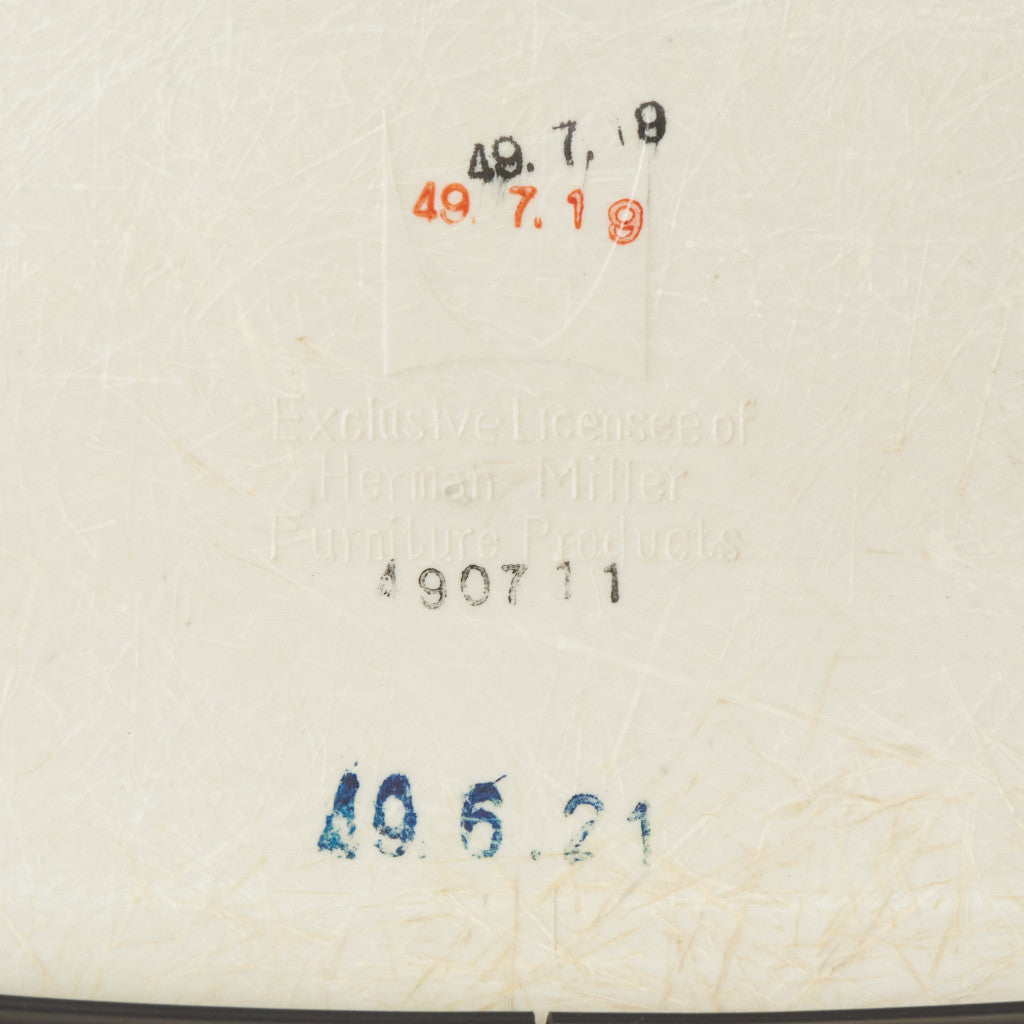 49. 7. 19
49. 7. 19
Exclusive Licensee of
Herman Miller
Furniture Products
490711
49.6.21